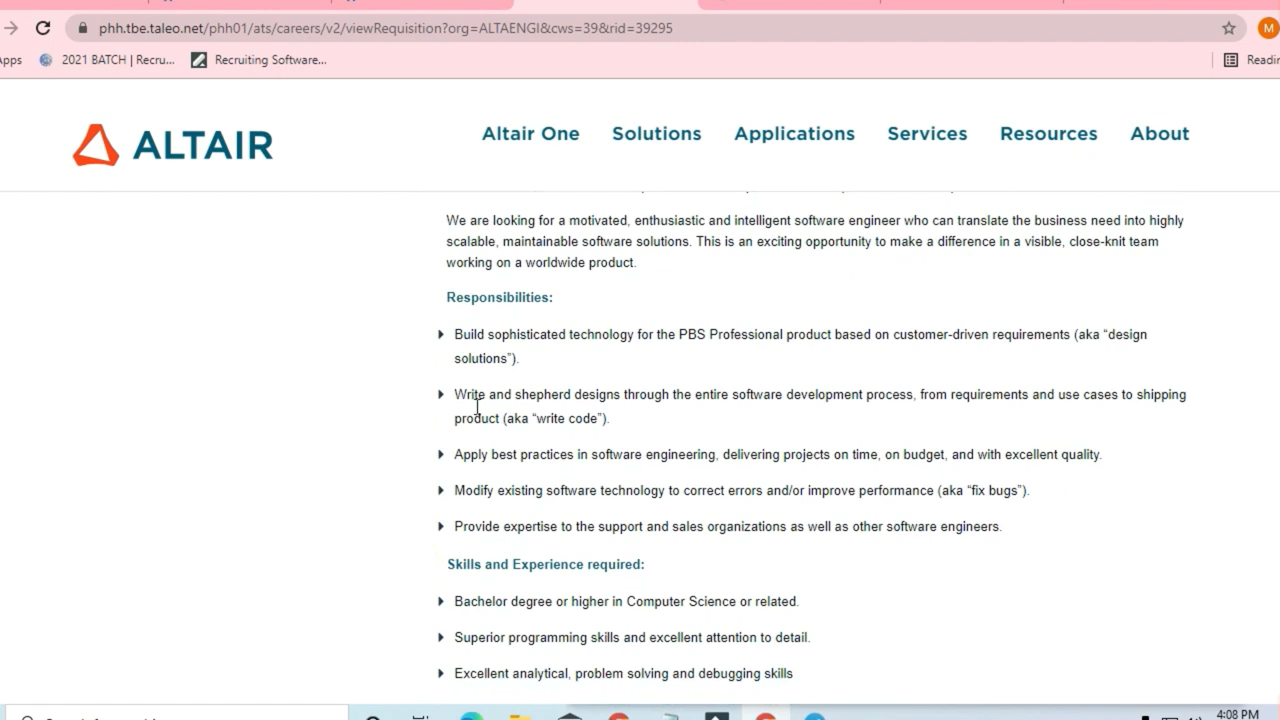 phh.tbe.taleo.net/phh01/ats/careers/v2/viewRequisition?org=ALTAENGI&cws=39&rid=39295
M
pps 2021 BATCH | Recru... Recruiting Software... Readin
ALTAIR
Altair One Solutions Applications Services Resources About
We are looking for a motivated, enthusiastic and intelligent software engineer who can translate the business need into highly
scalable, maintainable software solutions. This is an exciting opportunity to make a difference in a visible, close-knit team
working on a worldwide product.
Responsibilities:
Build sophisticated technology for the PBS Professional product based on customer-driven requirements (aka “design
solutions”).
Write and shepherd designs through the entire software development process, from requirements and use cases to shipping
product (aka “write code”).
Apply best practices in software engineering, delivering projects on time, on budget, and with excellent quality.
Modify existing software technology to correct errors and/or improve performance (aka “fix bugs”).
Provide expertise to the support and sales organizations as well as other software engineers.
Skills and Experience required:
Bachelor degree or higher in Computer Science or related.
Superior programming skills and excellent attention to detail.
Excellent analytical, problem solving and debugging skills
4:08 PM